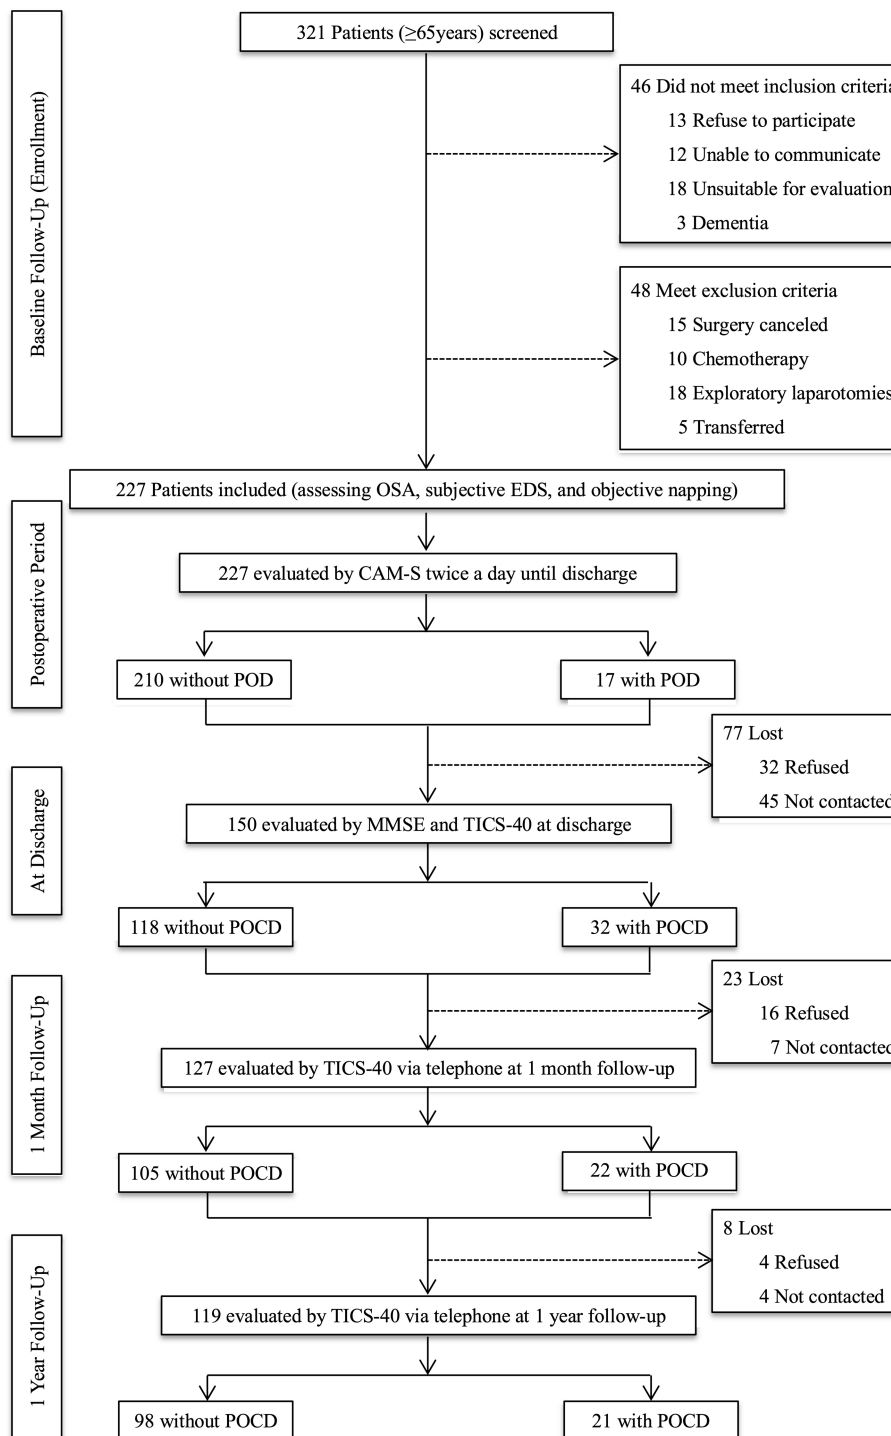 321 Patients (≥65years) screened
Baseline Follow-Up (Enrollment)
46 Did not meet inclusion criteria
13 Refuse to participate
12 Unable to communicate
18 Unsuitable for evaluation
3 Dementia
48 Meet exclusion criteria
15 Surgery canceled
10 Chemotherapy
18 Exploratory laparotomies
5 Transferred
227 Patients included (assessing OSA, subjective EDS, and objective napping)
Postoperative Period
227 evaluated by CAM-S twice a day until discharge
210 without POD
17 with POD
77 Lost
32 Refused
45 Not contacted
At Discharge
150 evaluated by MMSE and TICS-40 at discharge
118 without POCD
32 with POCD
23 Lost
16 Refused
7 Not contacted
1 Month Follow-Up
127 evaluated by TICS-40 via telephone at 1 month follow-up
105 without POCD
22 with POCD
8 Lost
4 Refused
4 Not contacted
1 Year Follow-Up
119 evaluated by TICS-40 via telephone at 1 year follow-up
98 without POCD
21 with POCD